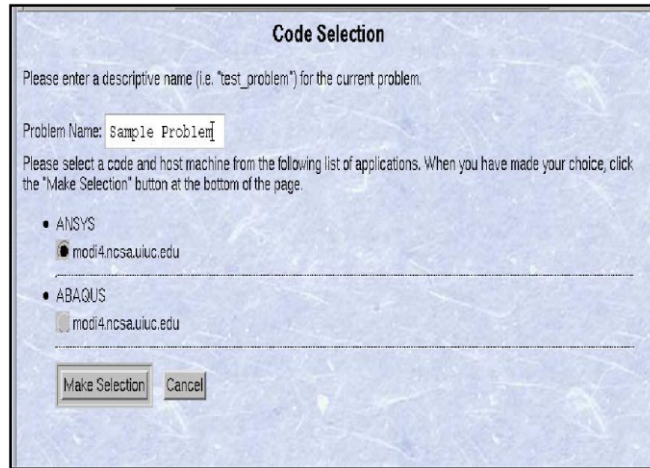 Code Selection
Please enter a descriptive name (i.e. "test_problem") for the current problem.
Problem Name: Sample Problem
Please select a code and host machine from the following list of applications. When you have made your choice, click
the "Make Selection" button at the bottom of the page.
• ANSYS
modi4.ncsa.uiuc.edu
• ABAQUS
modi4.ncsa.uiuc.edu
Make Selection Cancel